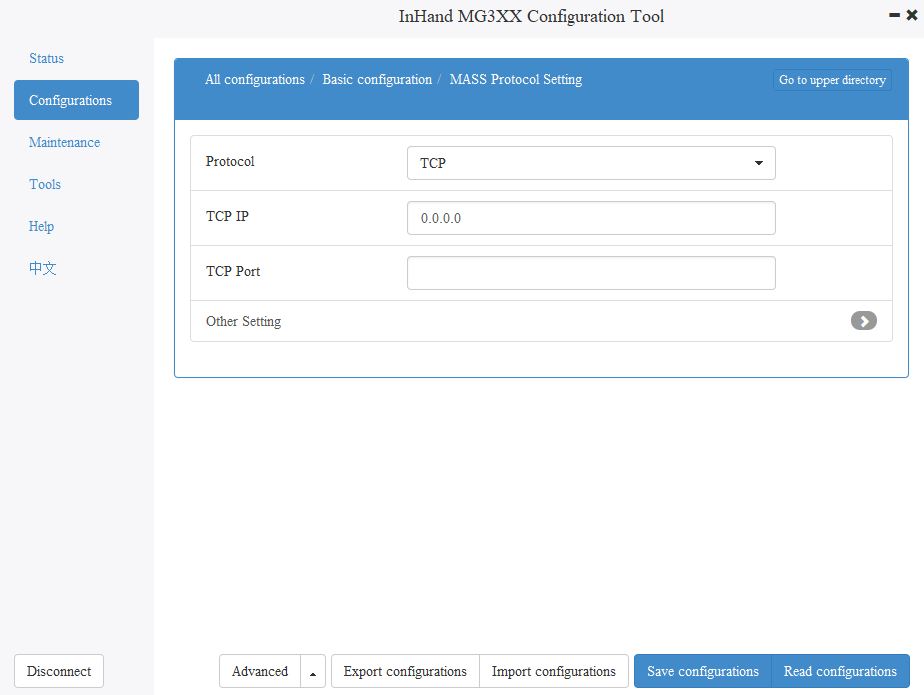 InHand MG3XX Configuration Tool
Status
Configurations
Maintenance
Tools
Help
中文
All configurations / Basic configuration / MASS Protocol Setting
Go to upper directory
Protocol
TCP
TCP IP
0.0.0.0
TCP Port
Other Setting
Disconnect
Advanced
Export configurations
Import configurations
Save configurations
Read configurations